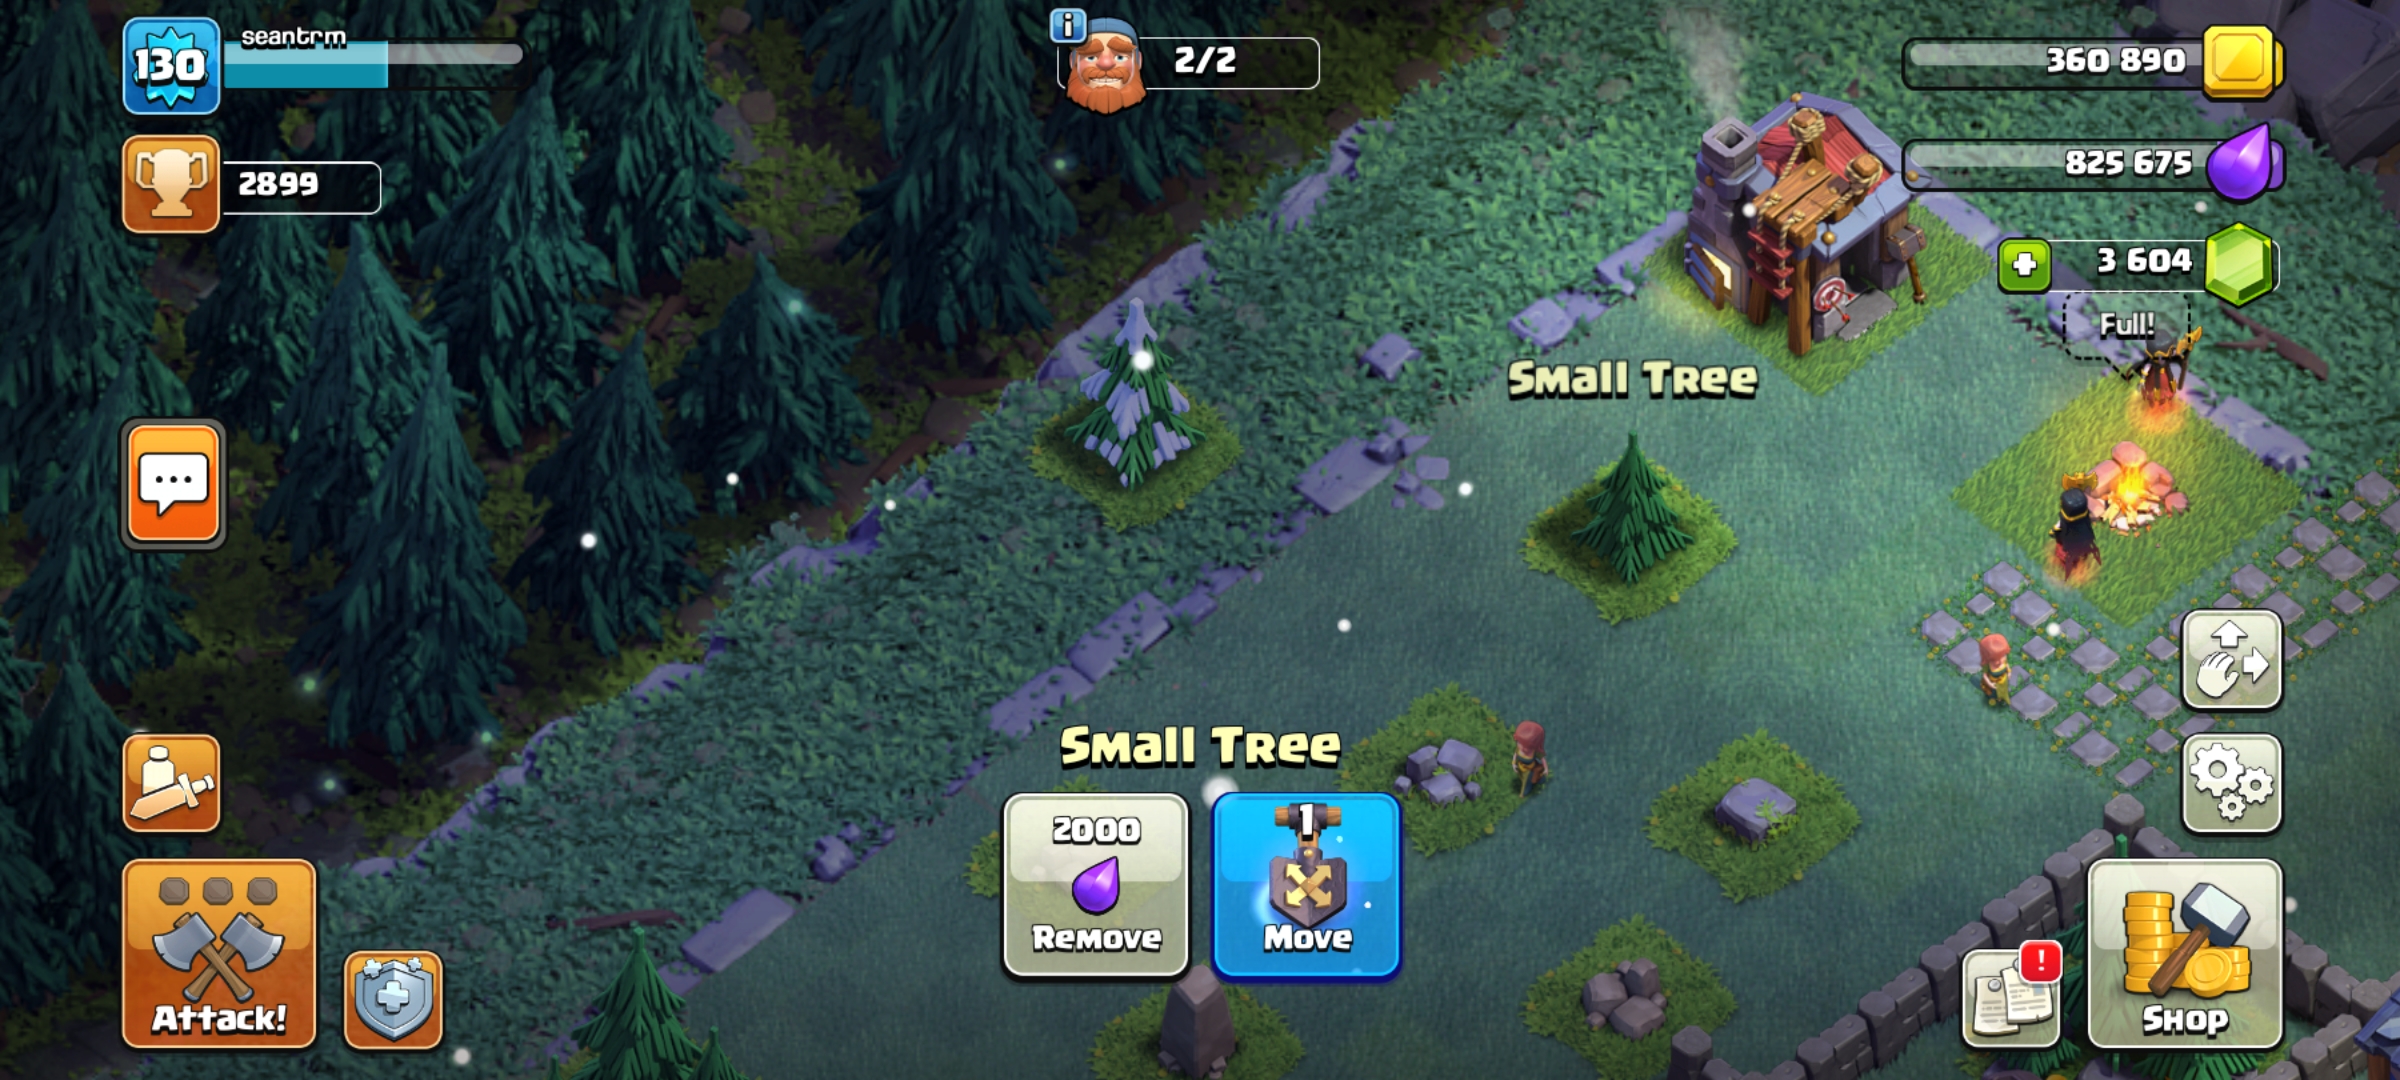 130
seantrm
2/2
360 890
2899
825 675
3 604
Full!
Small Tree
Small Tree
2000
Remove
1
Move
Attack!
!
Shop